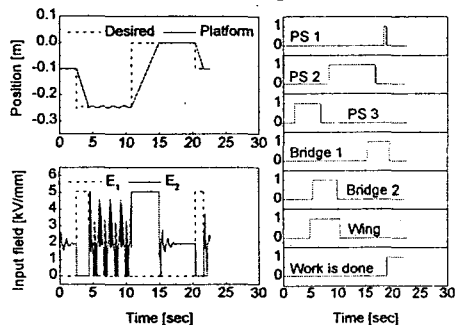 0.1
0.0
-0.1
-0.2
-0.3
Position [m]
Desired
Platform
0 5 10 15 20 25 30
Time [sec]
6
5
4
3
2
1
0
Input field [kV/mm]
E₁
E₂
0 5 10 15 20 25 30
Time [sec]
1
0
PS 1
1
0
PS 2
1
0
PS 3
1
0
Bridge 1
1
0
Bridge 2
1
0
Wing
1
0
Work is done
0 5 10 15 20 25 30
Time [sec]